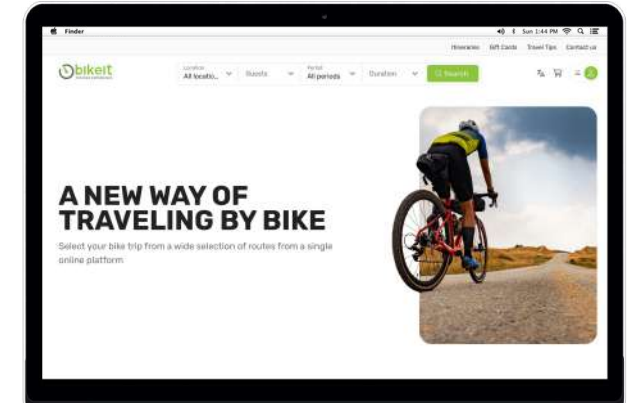 Finder
Sun 1:44 PM
Itineraries Gift Cards Travel Tips Contact us
bikeit
Location
All locatio...
Guests
Period
All periods
Duration
Search
A NEW WAY OF
TRAVELING BY BIKE
Select your bike trip from a wide selection of routes from a single
online platform